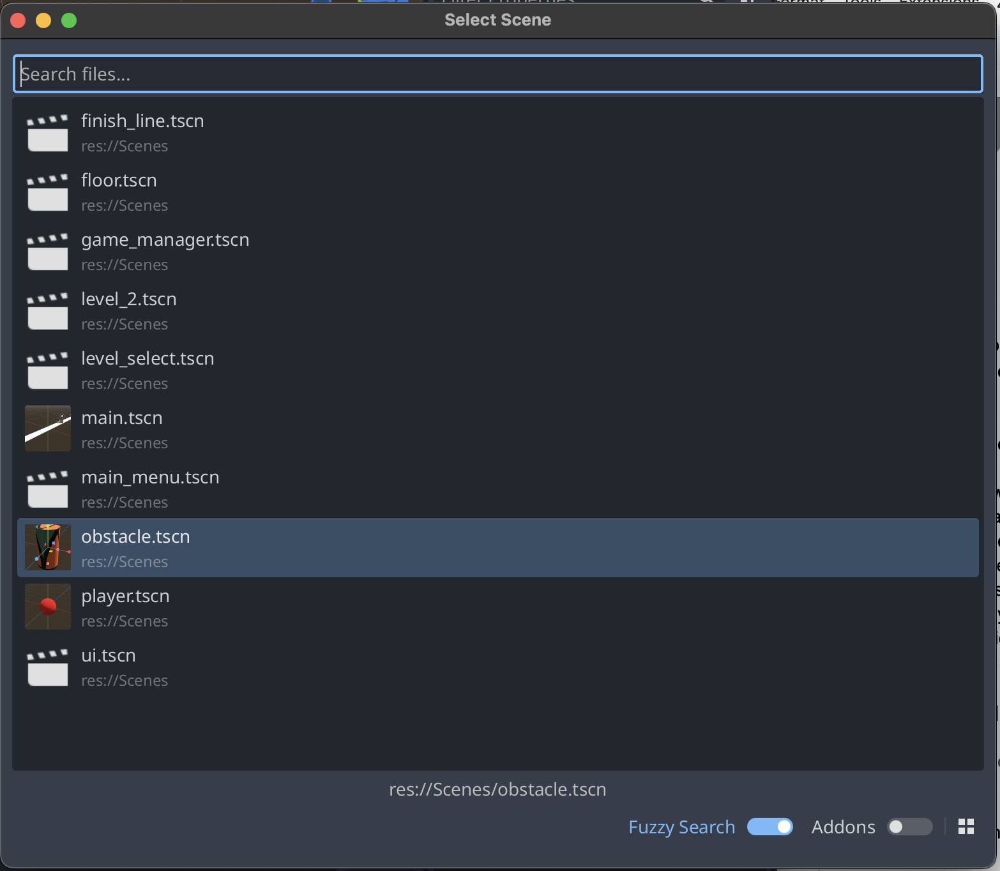 Select Scene
Search files...
finish_line.tscn
res://Scenes
floor.tscn
res://Scenes
game_manager.tscn
res://Scenes
level_2.tscn
res://Scenes
level_select.tscn
res://Scenes
main.tscn
res://Scenes
main_menu.tscn
res://Scenes
obstacle.tscn
res://Scenes
player.tscn
res://Scenes
ui.tscn
res://Scenes
res://Scenes/obstacle.tscn
Fuzzy Search Addons